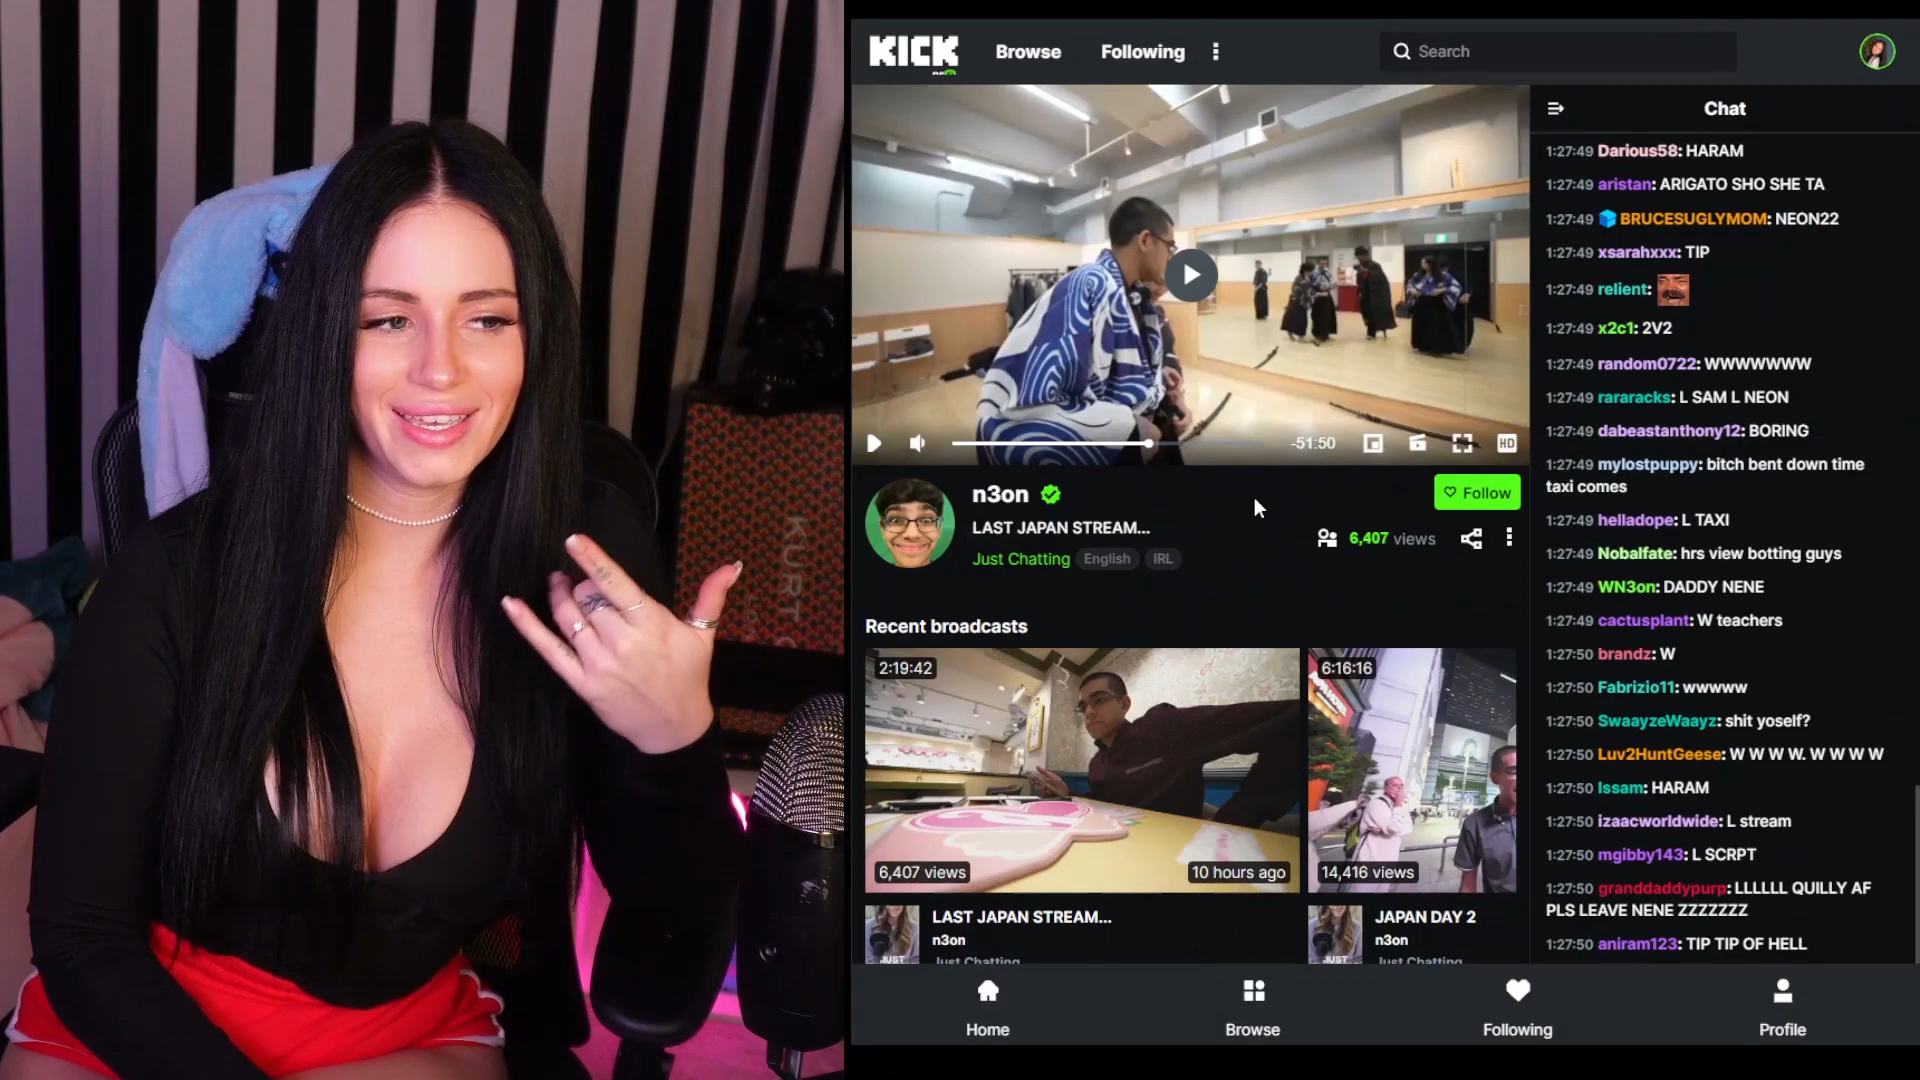 KICK
Browse
Following
Search
Chat
1:27:49 Darious58: HARAM
1:27:49 aristan: ARIGATO SHO SHE TA
1:27:49 BRUCESUGLYMOM: NEON22
1:27:49 xsarahxxx: TIP
1:27:49 relient:
1:27:49 x2c1: 2V2
1:27:49 random0722: WWWWWWW
1:27:49 rararacks: L SAM L NEON
1:27:49 dabeastanthony12: BORING
1:27:49 mylostpuppy: bitch bent down time
taxi comes
1:27:49 helladope: L TAXI
1:27:49 Nobalfate: hrs view botting guys
1:27:49 WN3on: DADDY NENE
1:27:49 cactusplant: W teachers
1:27:50 brandz: W
1:27:50 Fabrizio11: wwwww
1:27:50 SwaayzeWaayz: shit yoself?
1:27:50 Luv2HuntGeese: W W W W. W W W W
1:27:50 Issam: HARAM
1:27:50 izaacworldwide: L stream
1:27:50 mgibby143: L SCRPT
1:27:50 granddaddypurp: LLLLLL QUILLY AF
PLS LEAVE NENE ZZZZZZZ
1:27:50 aniram123: TIP TIP OF HELL
-51:50
HD
n3on
Follow
LAST JAPAN STREAM...
6,407 views
Just Chatting
English
IRL
Recent broadcasts
2:19:42
6,407 views
10 hours ago
6:16:16
14,416 views
LAST JAPAN STREAM...
n3on
Just Chatting
JUST
JAPAN DAY 2
n3on
Just Chatting
JUST
Home
Browse
Following
Profile
KURT